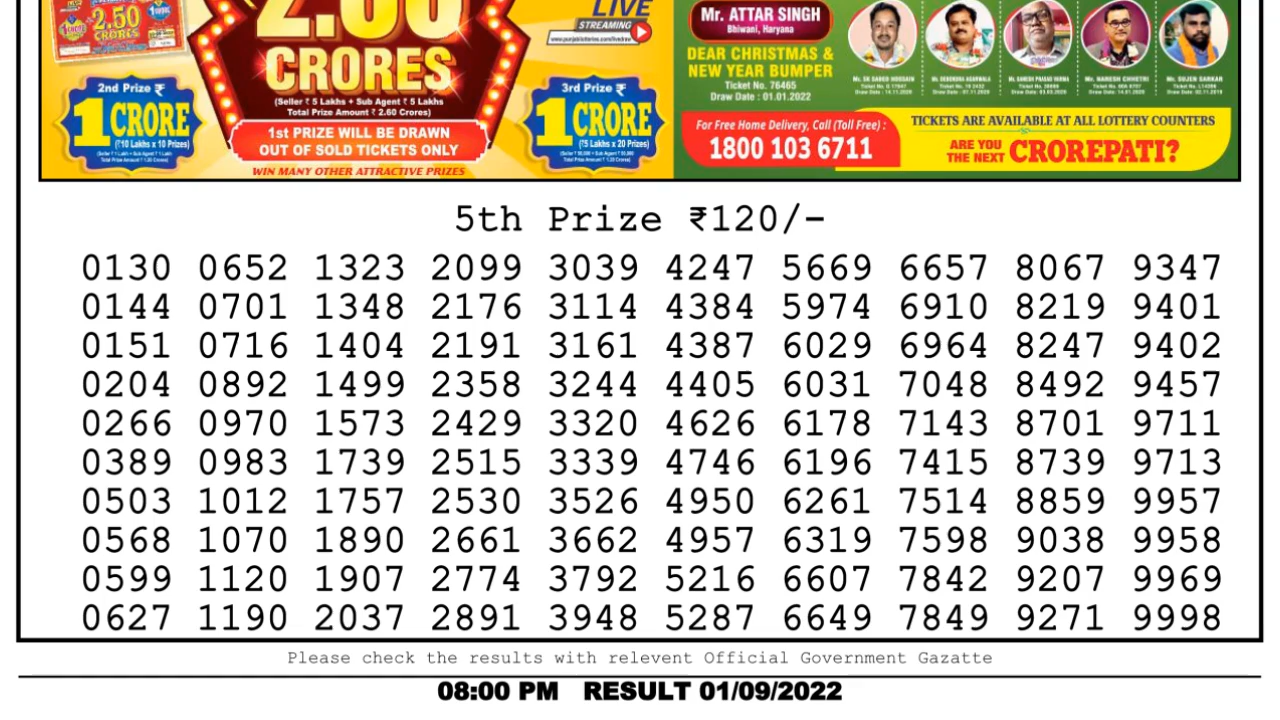 2.50
CRORES
2nd Prize ₹
1 CRORE
(₹10 Lakhs x 10 Prizes)
CRORES
(Seller ₹ 5 Lakhs + Sub Agent ₹ 5 Lakhs
Total Prize Amount ₹ 2.60 Crores)
1st PRIZE WILL BE DRAWN
OUT OF SOLD TICKETS ONLY
WIN MANY OTHER ATTRACTIVE PRIZES
LIVE
STREAMING
3rd Prize ₹
1 CRORE
(₹5 Lakhs x 20 Prizes)
Mr. ATTAR SINGH
Bhiwani, Haryana
DEAR CHRISTMAS &
NEW YEAR BUMPER
Ticket No. 76465
Draw Date : 01.01.2022
For Free Home Delivery, Call (Toll Free) :
1800 103 6711
TICKETS ARE AVAILABLE AT ALL LOTTERY COUNTERS
ARE YOU
THE NEXT CROREPATI?
5th Prize ₹120/-
0130 0652 1323 2099 3039 4247 5669 6657 8067 9347
0144 0701 1348 2176 3114 4384 5974 6910 8219 9401
0151 0716 1404 2191 3161 4387 6029 6964 8247 9402
0204 0892 1499 2358 3244 4405 6031 7048 8492 9457
0266 0970 1573 2429 3320 4626 6178 7143 8701 9711
0389 0983 1739 2515 3339 4746 6196 7415 8739 9713
0503 1012 1757 2530 3526 4950 6261 7514 8859 9957
0568 1070 1890 2661 3662 4957 6319 7598 9038 9958
0599 1120 1907 2774 3792 5216 6607 7842 9207 9969
0627 1190 2037 2891 3948 5287 6649 7849 9271 9998
Please check the results with relevent Official Government Gazatte
08:00 PM RESULT 01/09/2022